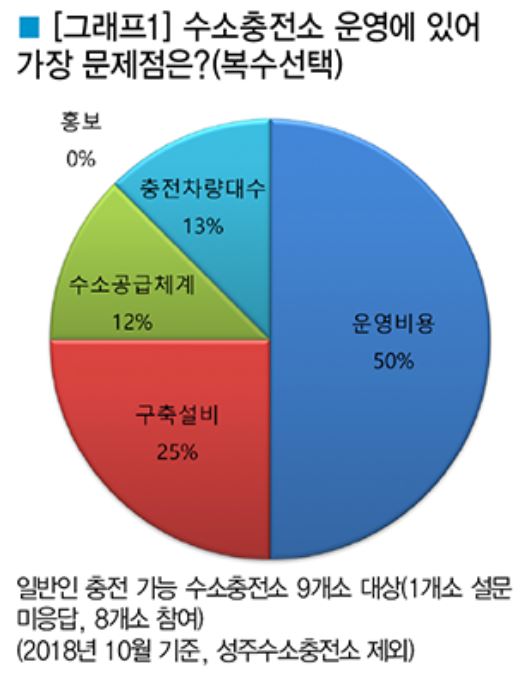 ■ [그래프1] 수소충전소 운영에 있어
가장 문제점은?(복수선택)
홍보
0%
충전차량대수
13%
수소공급체계
12%
운영비용
50%
구축설비
25%
일반인 충전 가능 수소충전소 9개소 대상(1개소 설문
미응답, 8개소 참여)
(2018년 10월 기준, 성주수소충전소 제외)